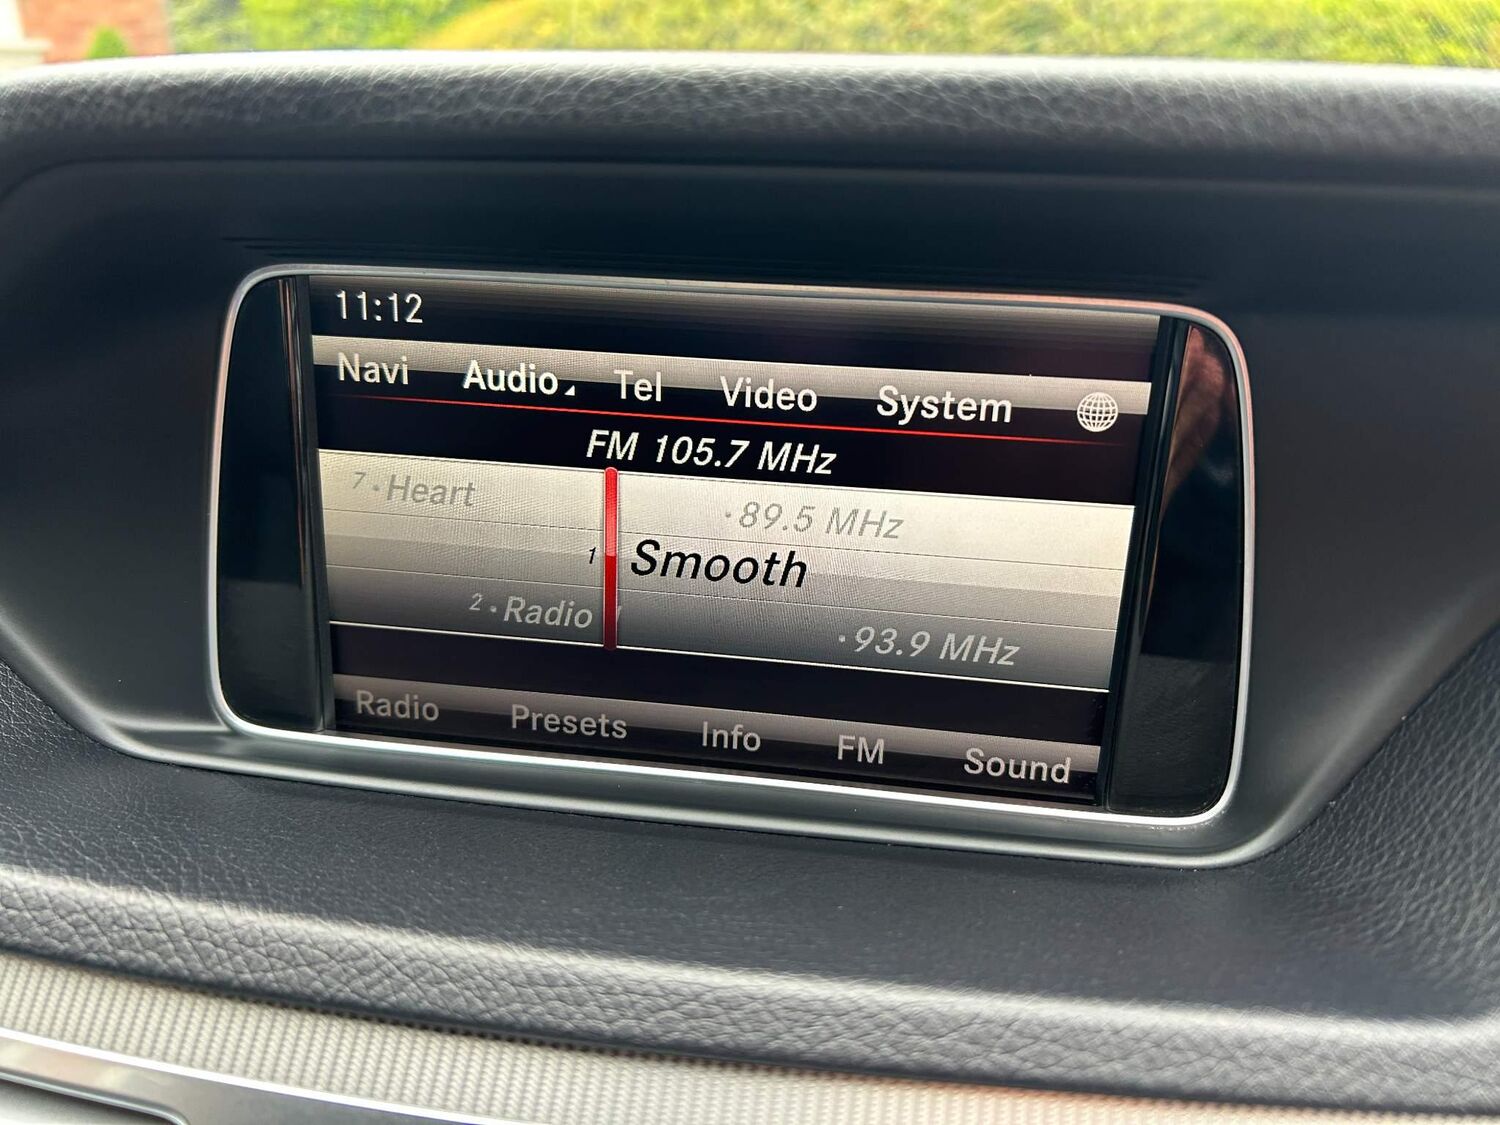 11:12
Navi Audio Tel Video System
FM 105.7 MHz
7 · Heart · 89.5 MHz
1 Smooth
2 · Radio · 93.9 MHz
Radio Presets Info FM Sound